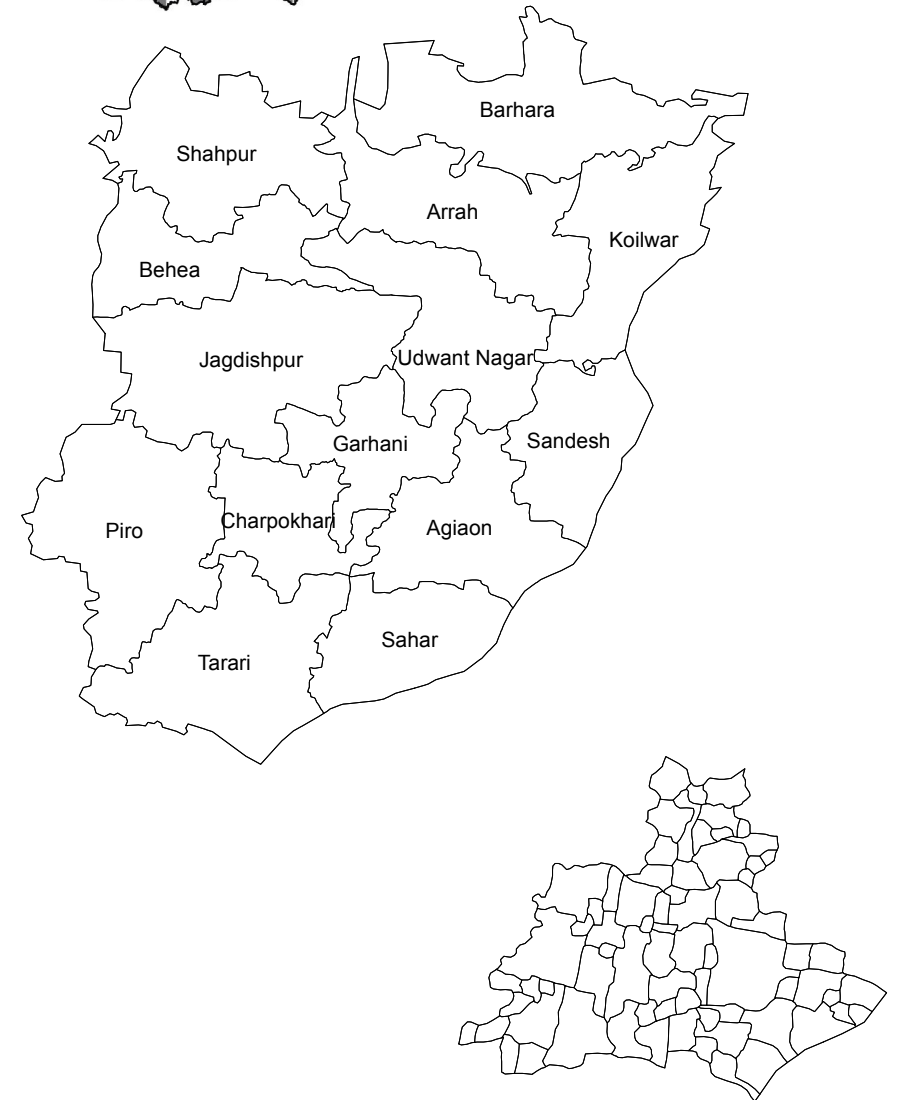 Barhara
Shahpur
Arrah
Koilwar
Behea
Jagdishpur
Udwant Nagar
Garhani
Sandesh
Charpokhari
Agiaon
Piro
Sahar
Tarari